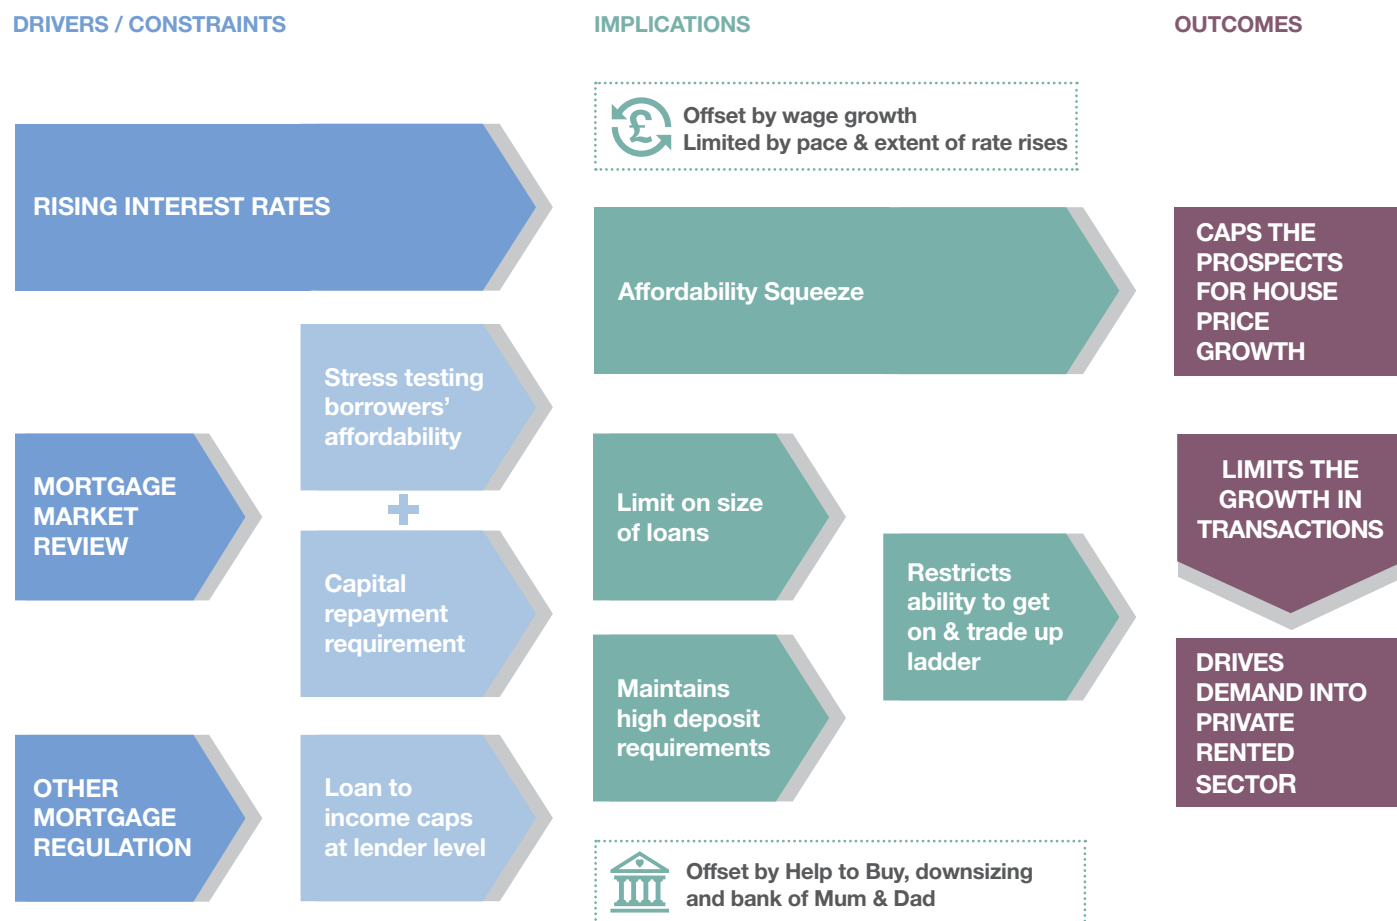 DRIVERS / CONSTRAINTS
IMPLICATIONS
OUTCOMES
RISING INTEREST RATES
MORTGAGE
MARKET
REVIEW
OTHER
MORTGAGE
REGULATION
Stress testing
borrowers’
affordability
+
Capital
repayment
requirement
Loan to
income caps
at lender level
£
Offset by wage growth
Limited by pace & extent of rate rises
Affordability Squeeze
Limit on size
of loans
Maintains
high deposit
requirements
Restricts
ability to get
on & trade up
ladder
Offset by Help to Buy, downsizing
and bank of Mum & Dad
CAPS THE
PROSPECTS
FOR HOUSE
PRICE
GROWTH
LIMITS THE
GROWTH IN
TRANSACTIONS
DRIVES
DEMAND INTO
PRIVATE
RENTED
SECTOR